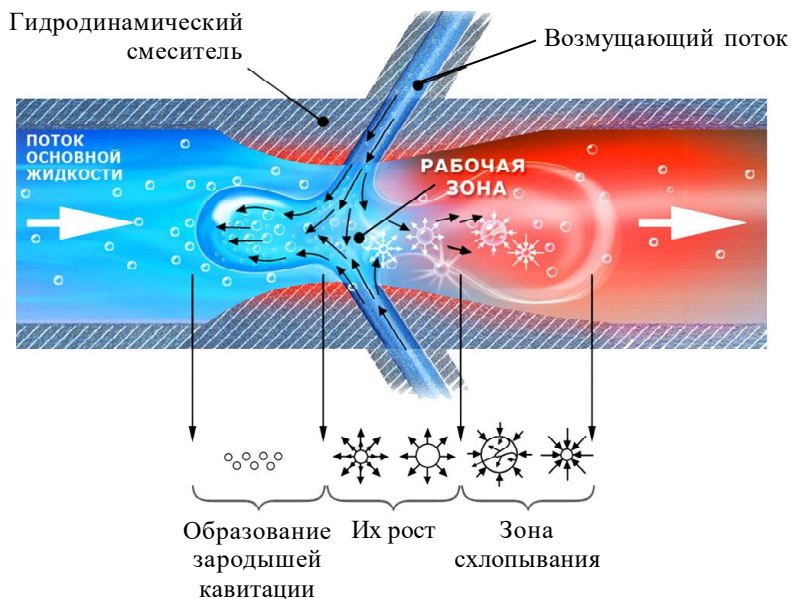 Гидродинамический
смеситель
Возмущающий поток
ПОТОК
ОСНОВНОЙ
ЖИДКОСТИ
РАБОЧАЯ
ЗОНА
Образование
зародышей
кавитации
Их рост
Зона
схлопывания